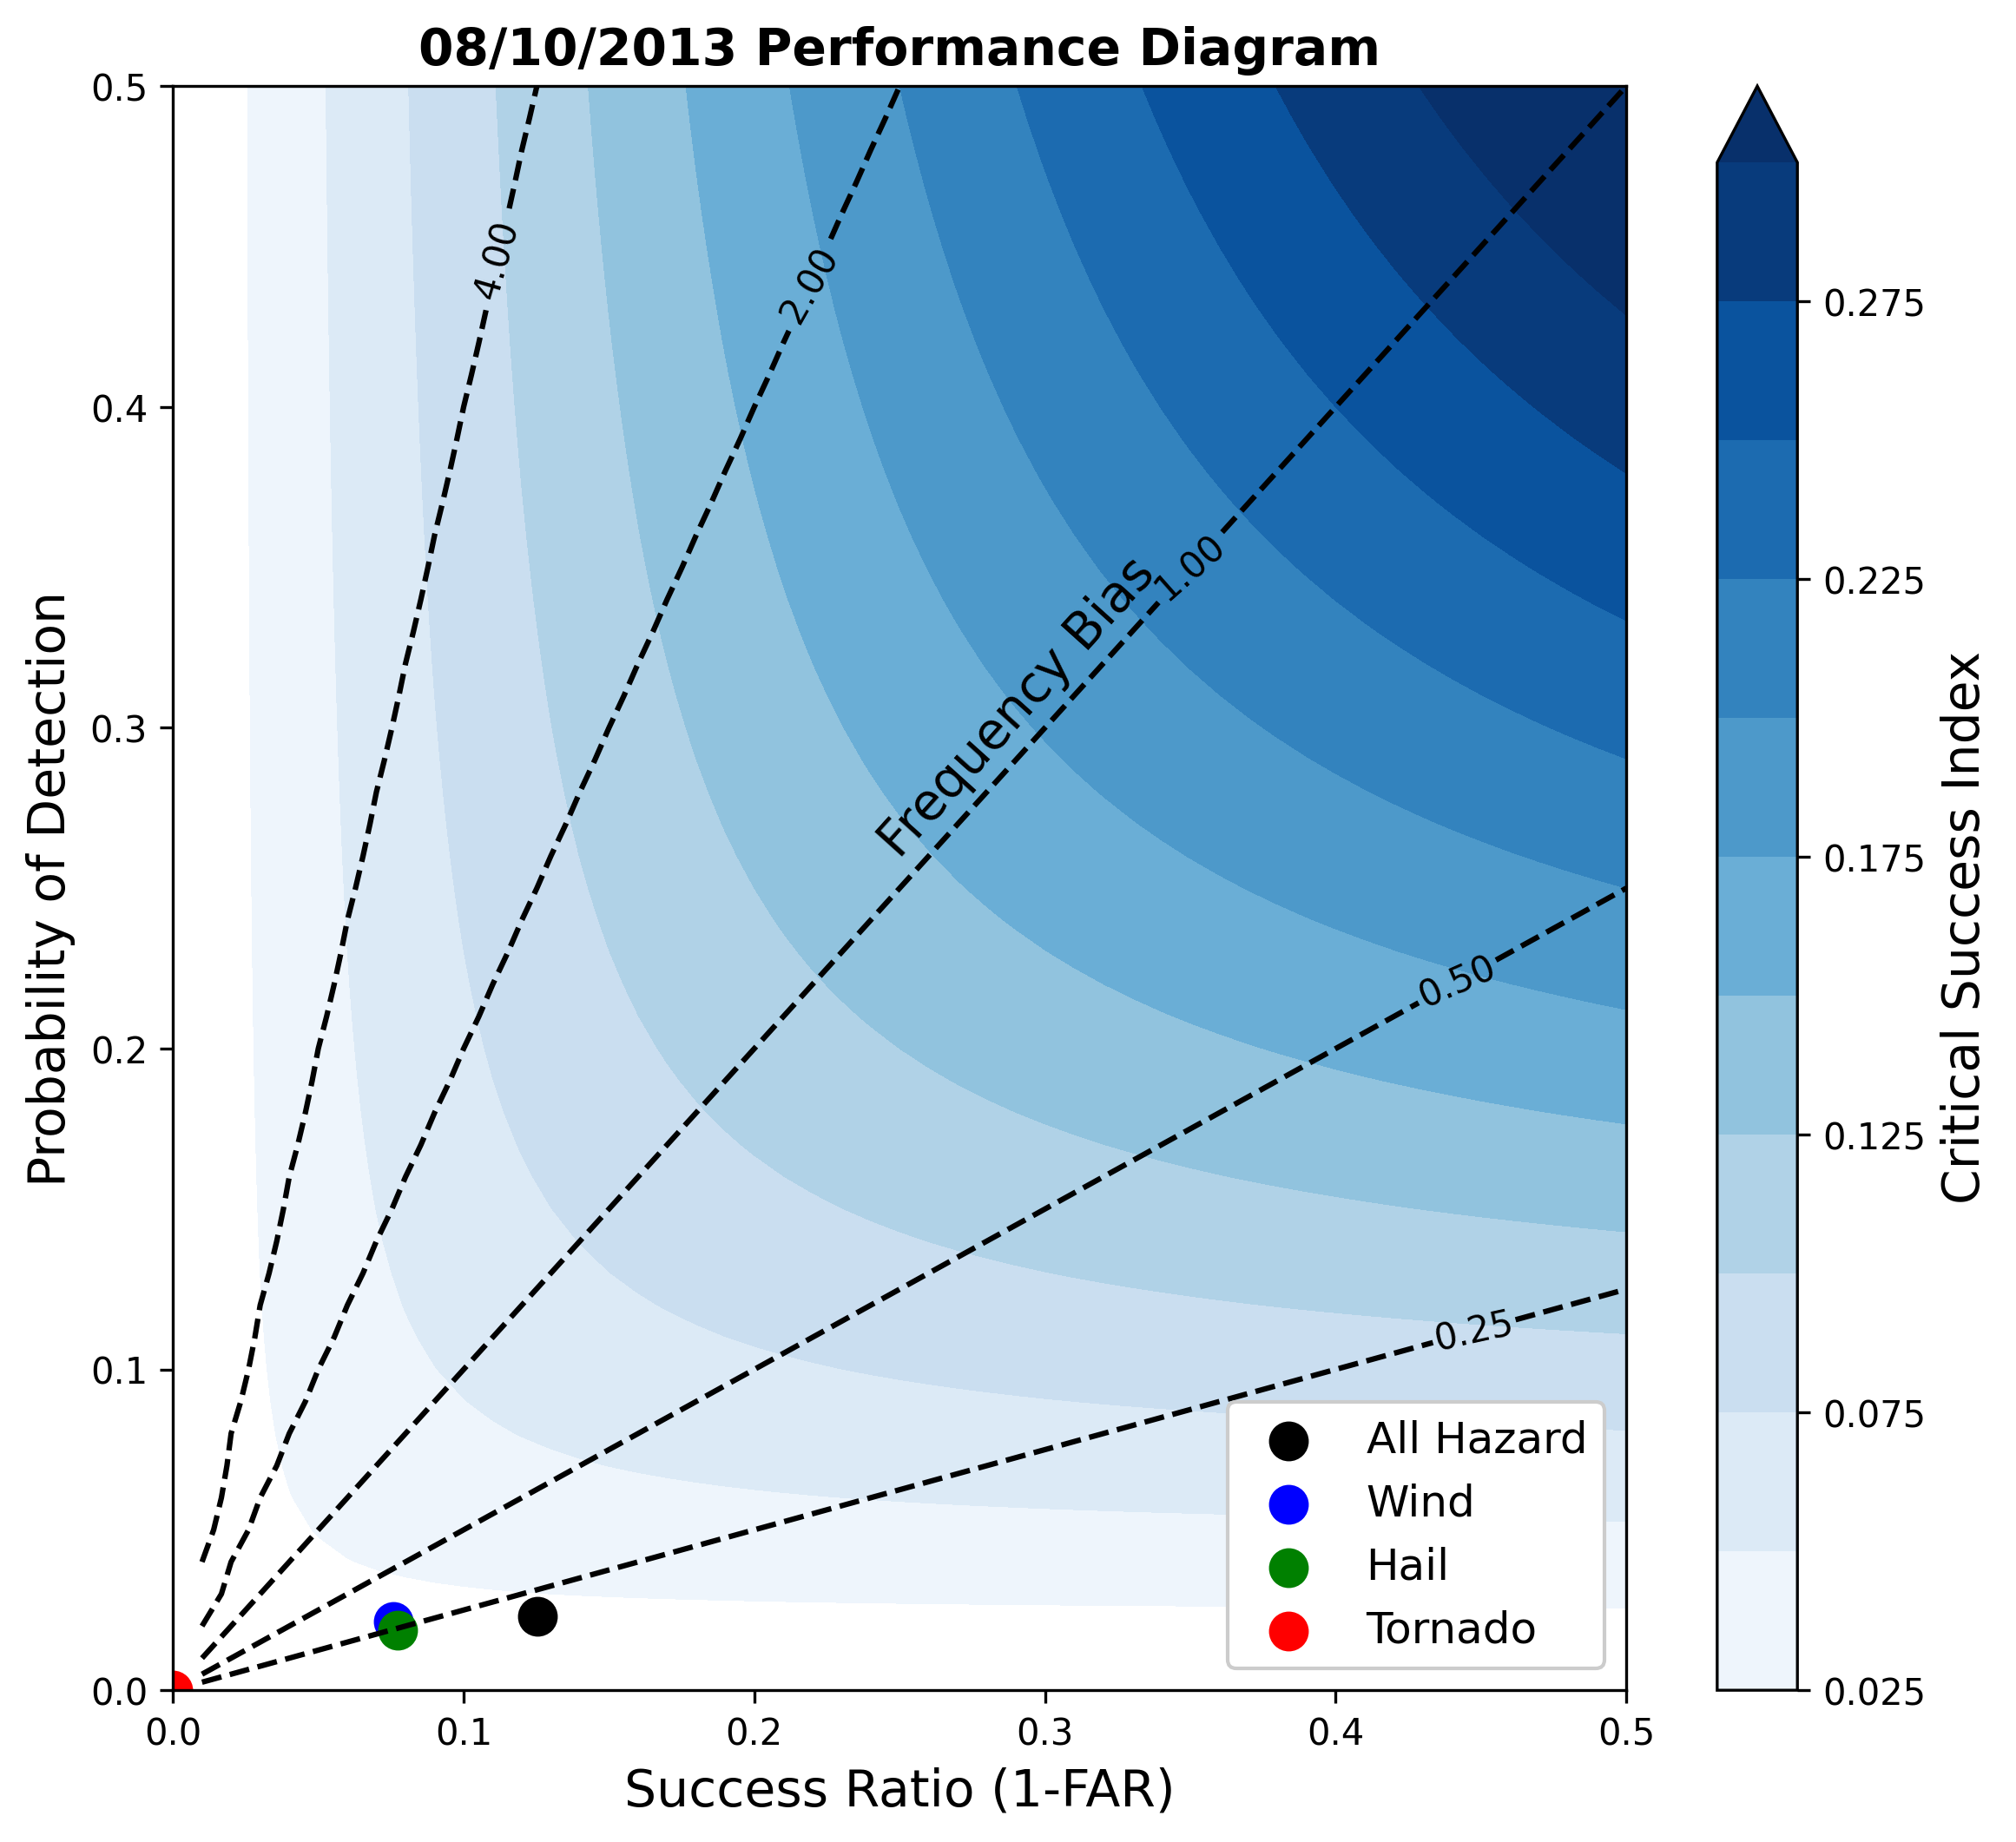 08/10/2013 Performance Diagram
0.5
0.4
0.3
0.2
0.1
0.0
Probability of Detection
4.00
2.00
Frequency Bias
1.00
0.50
0.25
All Hazard
Wind
Hail
Tornado
0.0
0.1
0.2
0.3
0.4
0.5
Success Ratio (1-FAR)
0.275
0.225
0.175
0.125
0.075
0.025
Critical Success Index